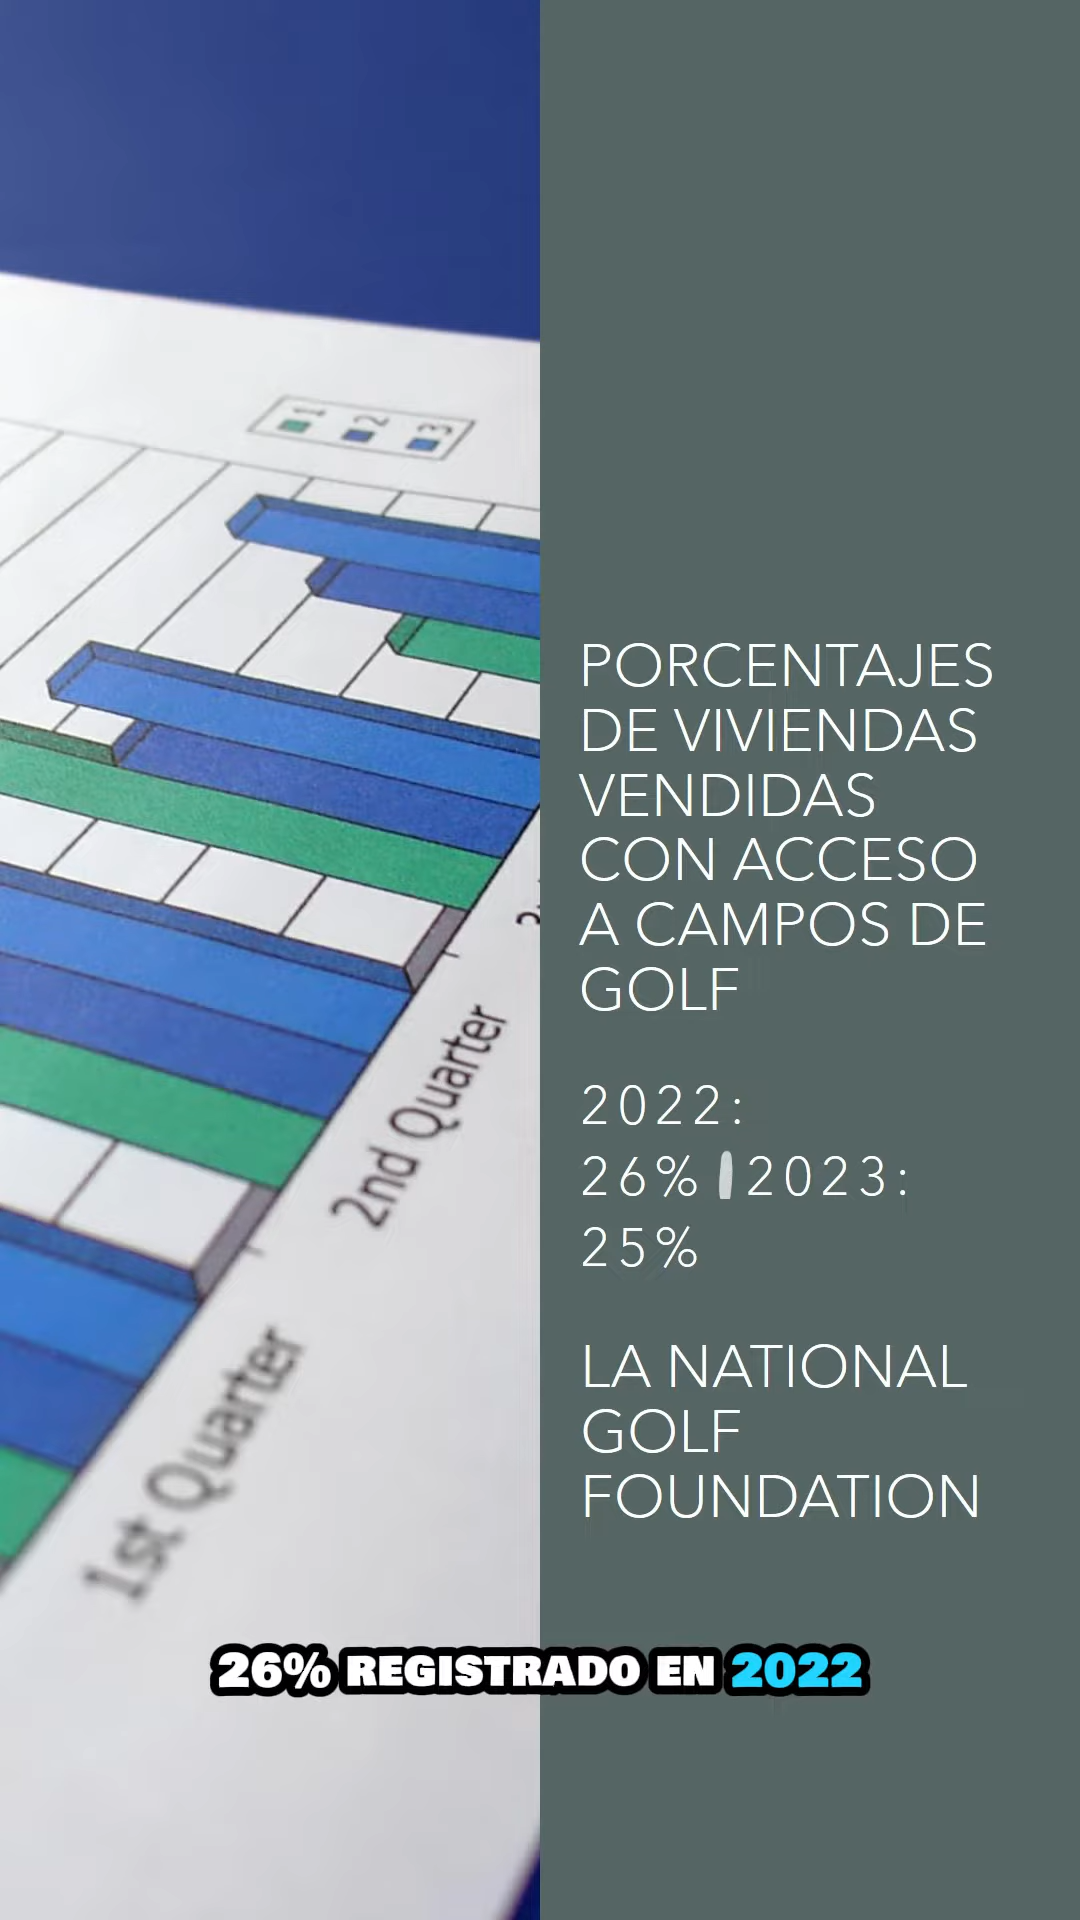 1
2
3
2nd Quarter
1st Quarter
PORCENTAJES
DE VIVIENDAS
VENDIDAS
CON ACCESO
A CAMPOS DE
GOLF
2022:
26% 2023:
25%
LA NATIONAL
GOLF
FOUNDATION
26% REGISTRADO EN 2022